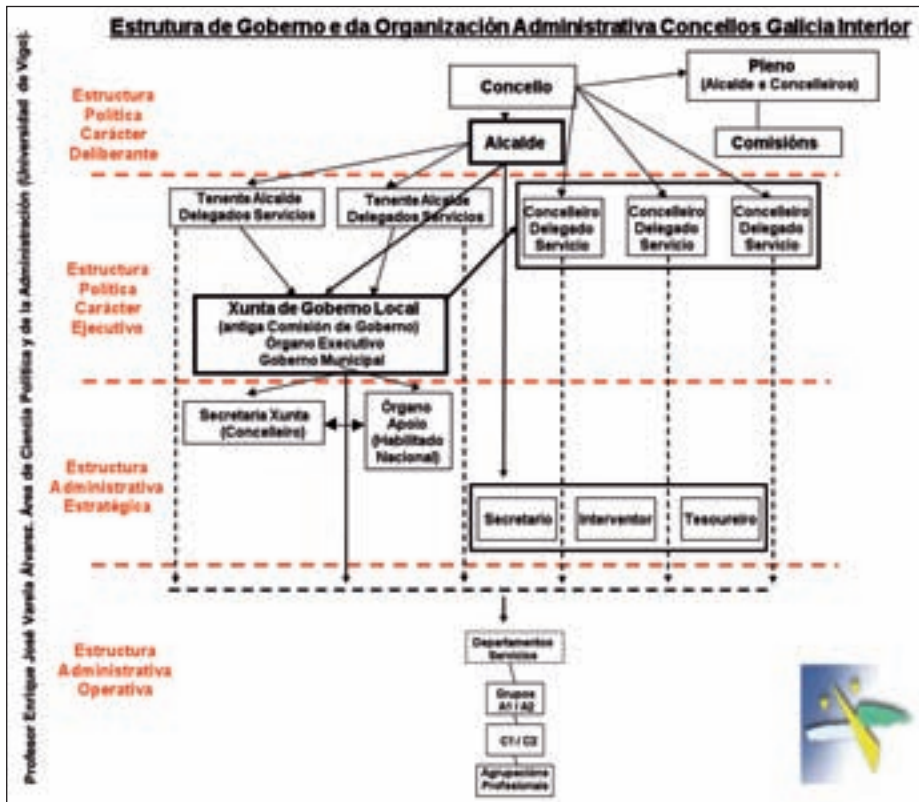 Estrutura de Goberno e da Organización Administrativa Concellos Galicia Interior
Profesor Enrique José Varela Álvarez. Área de Ciencia Política y de la Administración (Universidad de Vigo).
Estructura
Política
Carácter
Deliberante
Concello
Pleno
(Alcalde e Concelleiros)
Alcalde
Comisións
Estructura
Política
Carácter
Ejecutivo
Tenente Alcalde
Delegados Servicios
Tenente Alcalde
Delegados Servicios
Concelleiro
Delegado
Servicio
Concelleiro
Delegado
Servicio
Concelleiro
Delegado
Servicio
Xunta de Goberno Local
(antiga Comisión de Goberno)
Órgano Executivo
Goberno Municipal
Estructura
Administrativa
Estratégica
Secretaria Xunta
(Concelleiro)
Órgano
Apoio
(Habilitado
Nacional)
Secretario
Interventor
Tesoureiro
Estructura
Administrativa
Operativa
Departamentos
Servicios
Grupos
A1 / A2
C1 / C2
Agrupacións
Profesionais